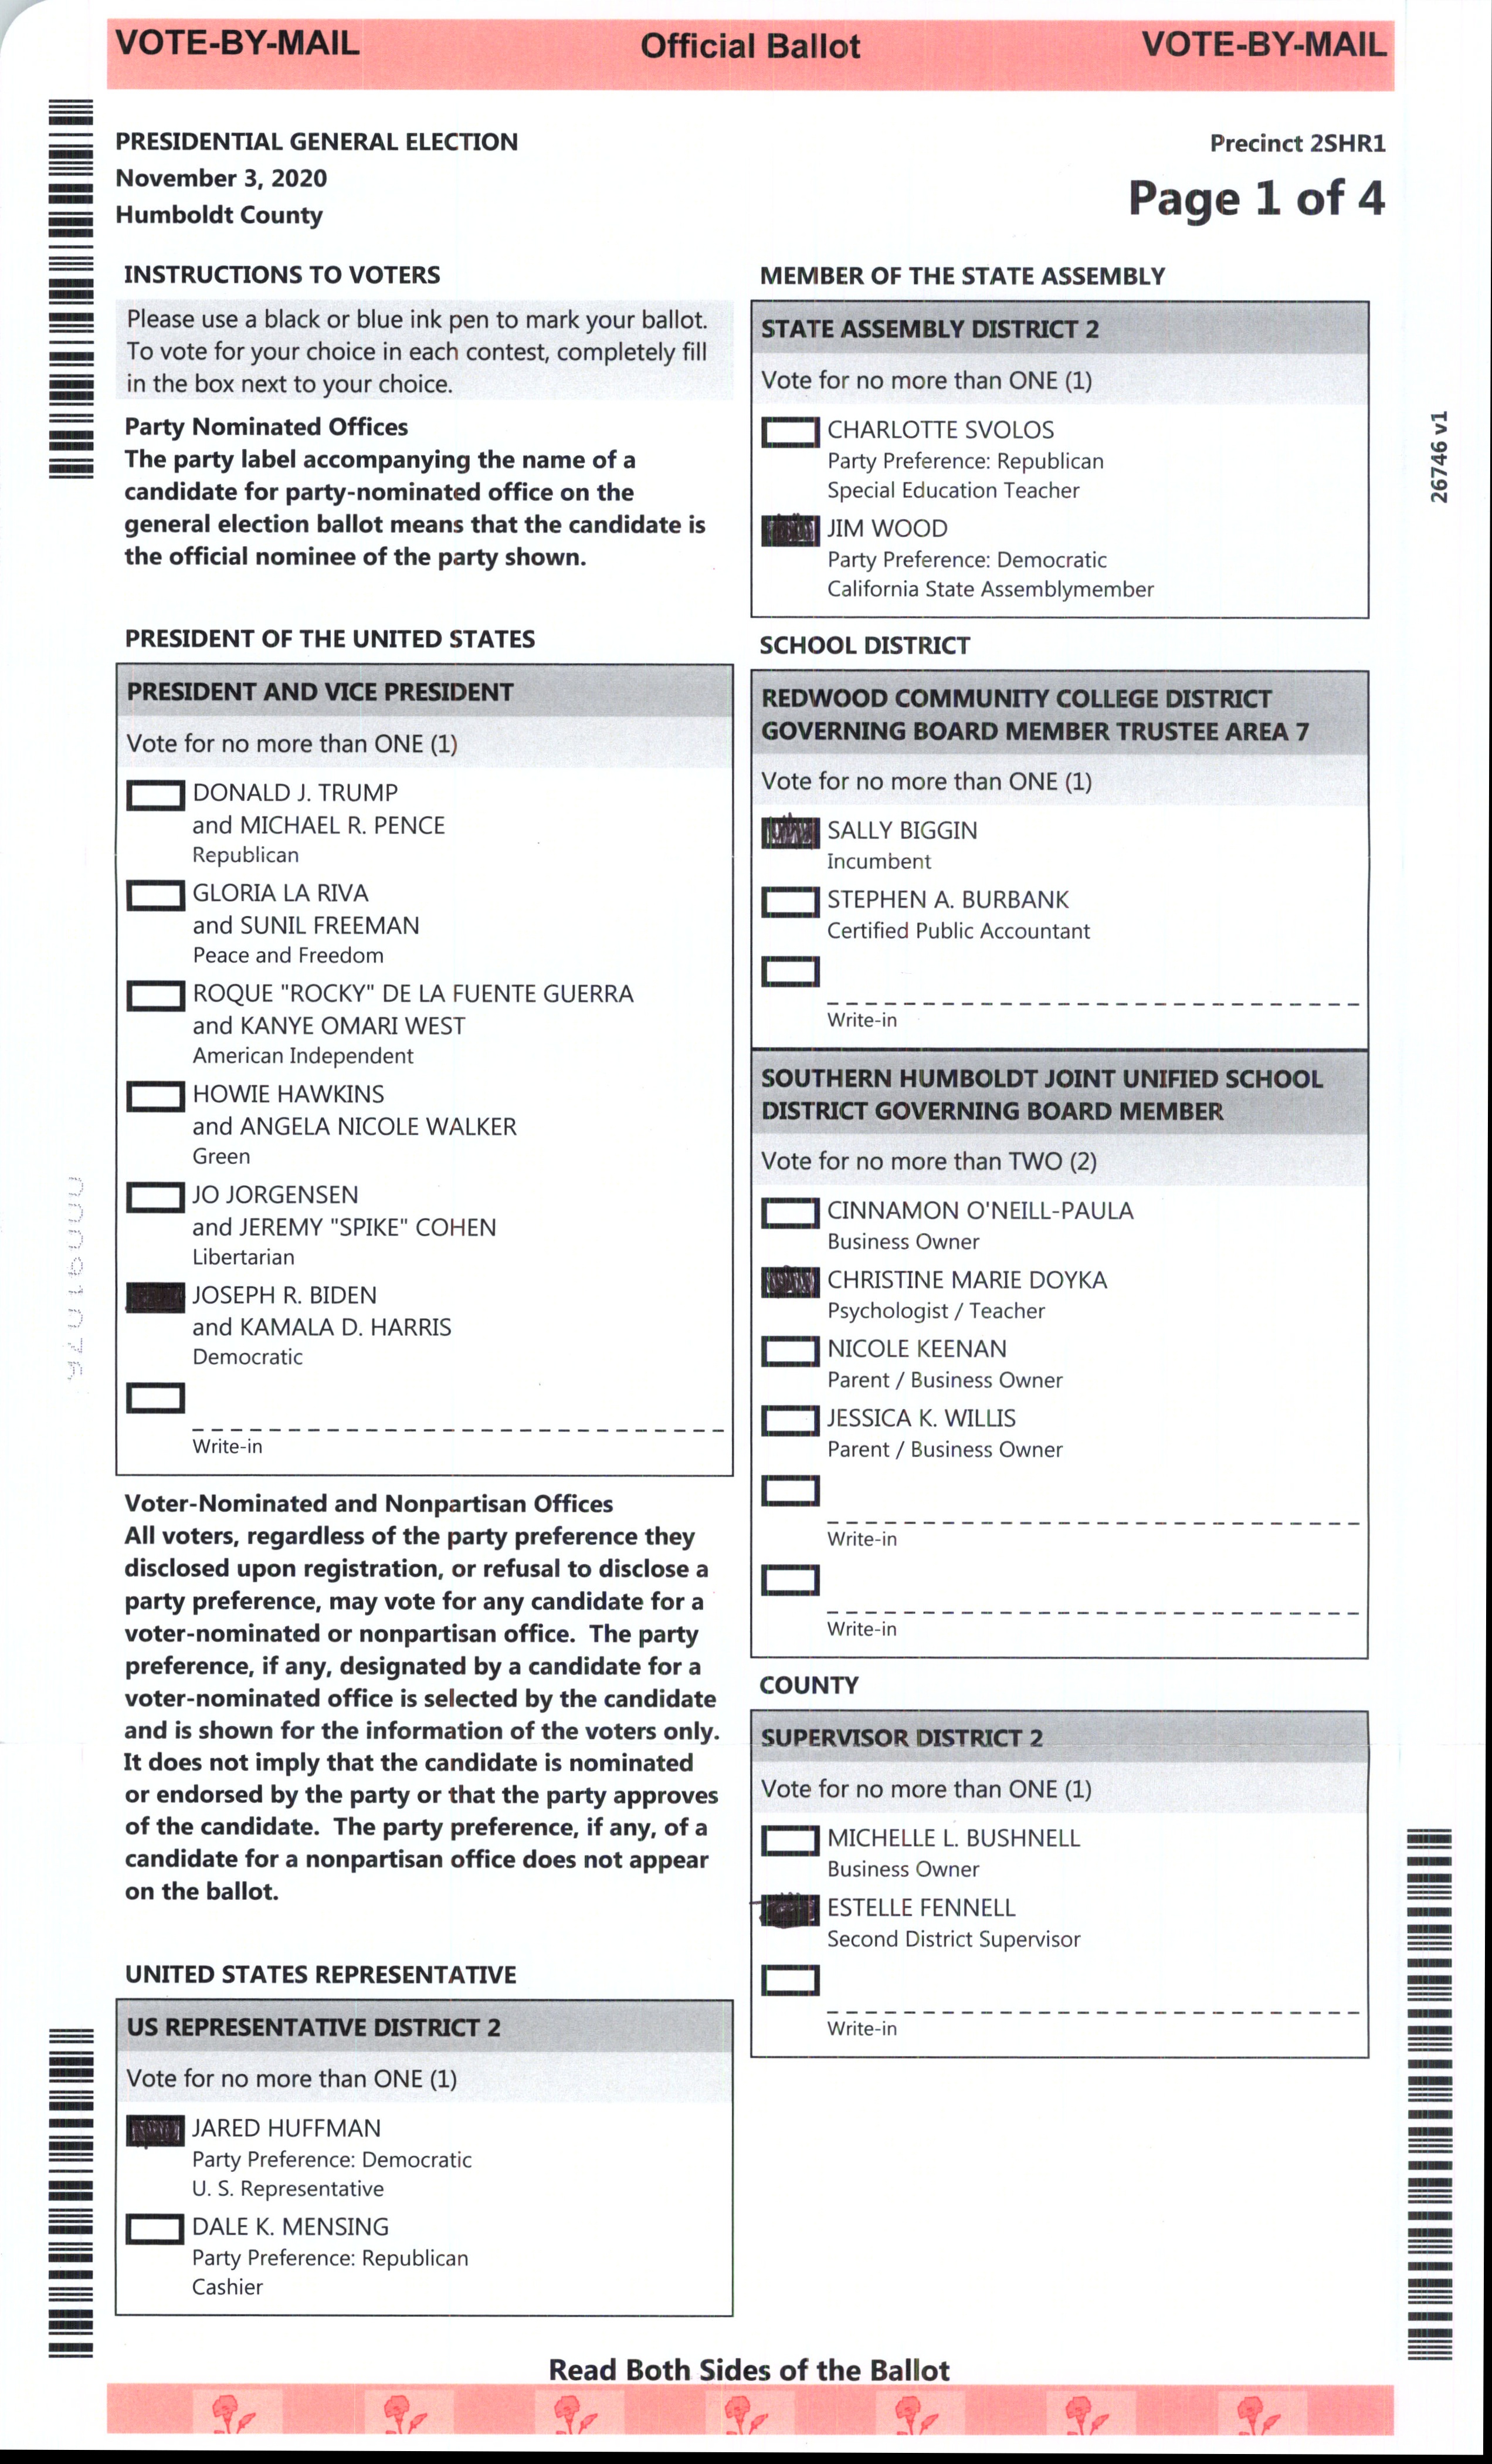 VOTE-BY-MAIL Official Ballot VOTE-BY-MAIL
PRESIDENTIAL GENERAL ELECTION
November 3, 2020
Humboldt County
Precinct 2SHR1
Page 1 of 4
INSTRUCTIONS TO VOTERS
Please use a black or blue ink pen to mark your ballot.
To vote for your choice in each contest, completely fill
in the box next to your choice.
Party Nominated Offices
The party label accompanying the name of a
candidate for party-nominated office on the
general election ballot means that the candidate is
the official nominee of the party shown.
PRESIDENT OF THE UNITED STATES
PRESIDENT AND VICE PRESIDENT
Vote for no more than ONE (1)
DONALD J. TRUMP
and MICHAEL R. PENCE
Republican
GLORIA LA RIVA
and SUNIL FREEMAN
Peace and Freedom
ROQUE "ROCKY" DE LA FUENTE GUERRA
and KANYE OMARI WEST
American Independent
HOWIE HAWKINS
and ANGELA NICOLE WALKER
Green
JO JORGENSEN
and JEREMY "SPIKE" COHEN
Libertarian
JOSEPH R. BIDEN
and KAMALA D. HARRIS
Democratic
Write-in
Voter-Nominated and Nonpartisan Offices
All voters, regardless of the party preference they
disclosed upon registration, or refusal to disclose a
party preference, may vote for any candidate for a
voter-nominated or nonpartisan office. The party
preference, if any, designated by a candidate for a
voter-nominated office is selected by the candidate
and is shown for the information of the voters only.
It does not imply that the candidate is nominated
or endorsed by the party or that the party approves
of the candidate. The party preference, if any, of a
candidate for a nonpartisan office does not appear
on the ballot.
UNITED STATES REPRESENTATIVE
US REPRESENTATIVE DISTRICT 2
Vote for no more than ONE (1)
JARED HUFFMAN
Party Preference: Democratic
U. S. Representative
DALE K. MENSING
Party Preference: Republican
Cashier
MEMBER OF THE STATE ASSEMBLY
STATE ASSEMBLY DISTRICT 2
Vote for no more than ONE (1)
CHARLOTTE SVOLOS
Party Preference: Republican
Special Education Teacher
JIM WOOD
Party Preference: Democratic
California State Assemblymember
SCHOOL DISTRICT
REDWOOD COMMUNITY COLLEGE DISTRICT
GOVERNING BOARD MEMBER TRUSTEE AREA 7
Vote for no more than ONE (1)
SALLY BIGGIN
Incumbent
STEPHEN A. BURBANK
Certified Public Accountant
Write-in
SOUTHERN HUMBOLDT JOINT UNIFIED SCHOOL
DISTRICT GOVERNING BOARD MEMBER
Vote for no more than TWO (2)
CINNAMON O'NEILL-PAULA
Business Owner
CHRISTINE MARIE DOYKA
Psychologist / Teacher
NICOLE KEENAN
Parent / Business Owner
JESSICA K. WILLIS
Parent / Business Owner
Write-in
Write-in
COUNTY
SUPERVISOR DISTRICT 2
Vote for no more than ONE (1)
MICHELLE L. BUSHNELL
Business Owner
ESTELLE FENNELL
Second District Supervisor
Write-in
26746 v1
Read Both Sides of the Ballot